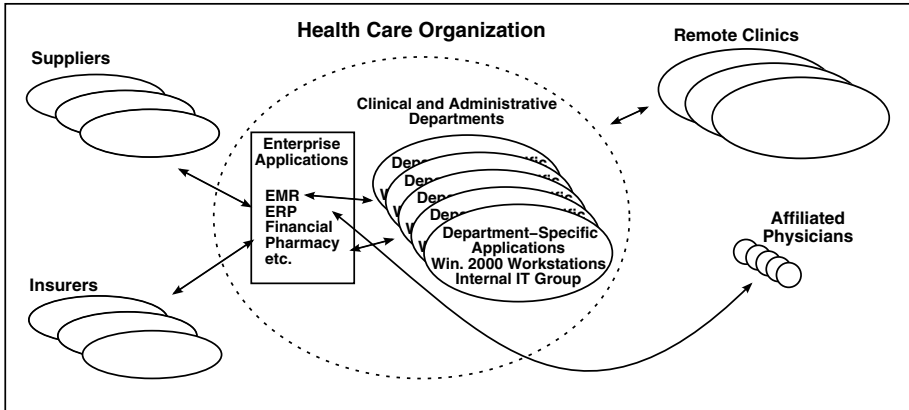 Health Care Organization
Suppliers
Remote Clinics
Clinical and Administrative
Departments
Enterprise
Applications
EMR
ERP
Financial
Pharmacy
etc.
Department-Specific
Applications
Win. 2000 Workstations
Internal IT Group
Affiliated
Physicians
Insurers